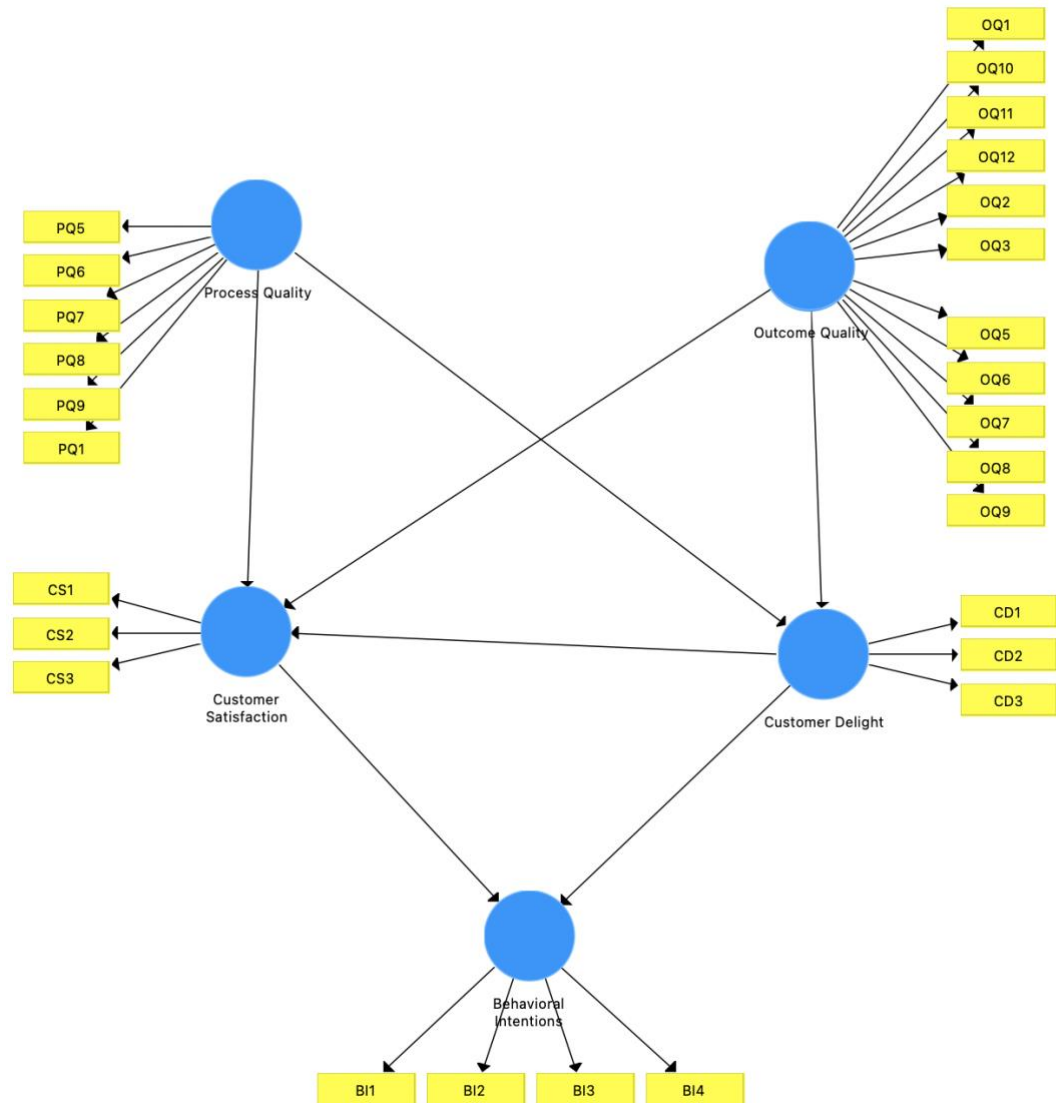 OQ1
OQ10
OQ11
OQ12
OQ2
OQ3
PQ5
PQ6
PQ7
PQ8
PQ9
PQ1
Process Quality
Outcome Quality
OQ5
OQ6
OQ7
OQ8
OQ9
CS1
CS2
CS3
Customer
Satisfaction
CD1
CD2
CD3
Customer Delight
Behavioral
Intentions
BI1
BI2
BI3
BI4